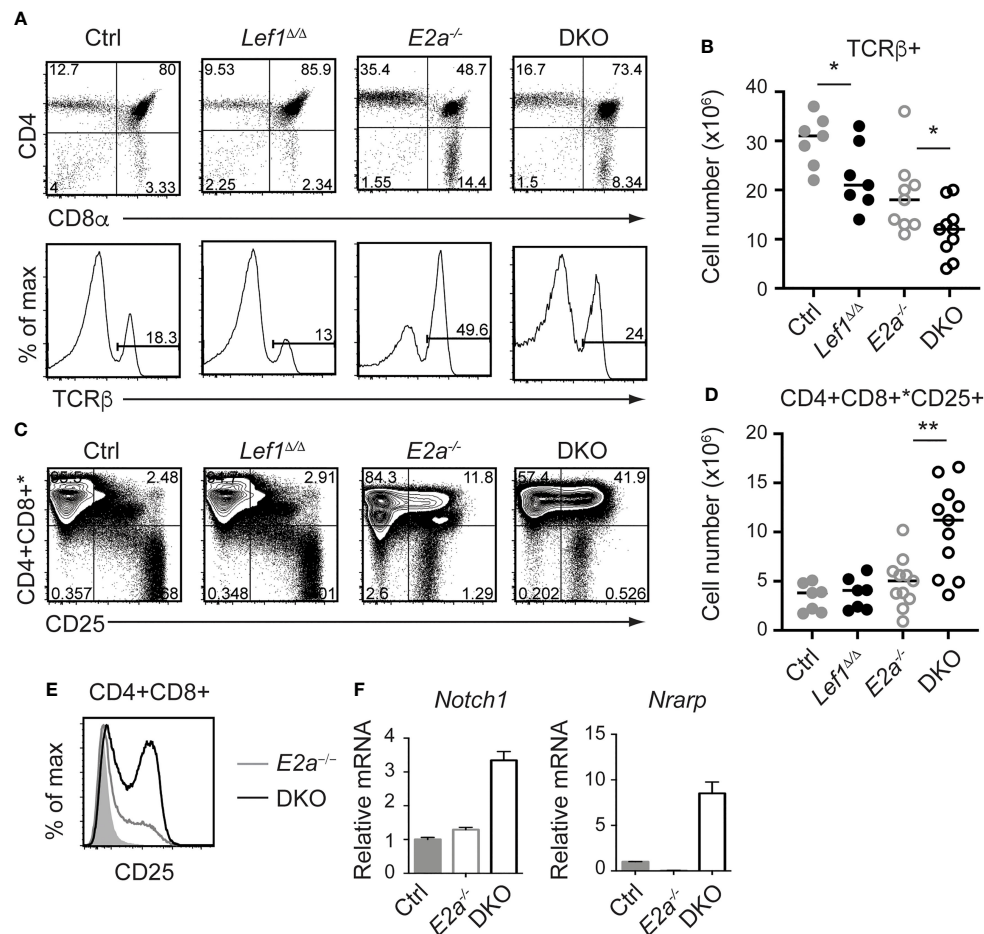 A
Ctrl
Lef1Δ/Δ
E2a-/-
DKO
12.7 80
4 3.33
9.53 85.9
2.25 2.34
35.4 48.7
1.55 14.4
16.7 73.4
1.5 8.34
CD4
CD8α
% of max
18.3
13
49.6
24
TCRβ
B
TCRβ+
*
*
Cell number (x10⁶)
40
30
20
10
0
Ctrl
Lef1Δ/Δ
E2a-/-
DKO
C
Ctrl
Lef1Δ/Δ
E2a-/-
DKO
CD4+CD8+*
2.48
0.357
2.91
0.348
84.3 11.8
2.6 1.29
57.4 41.9
0.202 0.526
CD25
D
CD4+CD8+*CD25+
**
Cell number (x10⁶)
20
15
10
5
0
Ctrl
Lef1Δ/Δ
E2a-/-
DKO
E
CD4+CD8+
% of max
CD25
E2a-/-
DKO
F
Notch1
Relative mRNA
4
3
2
1
0
Ctrl
E2a-/-
DKO
Nrarp
Relative mRNA
15
10
5
0
Ctrl
E2a-/-
DKO